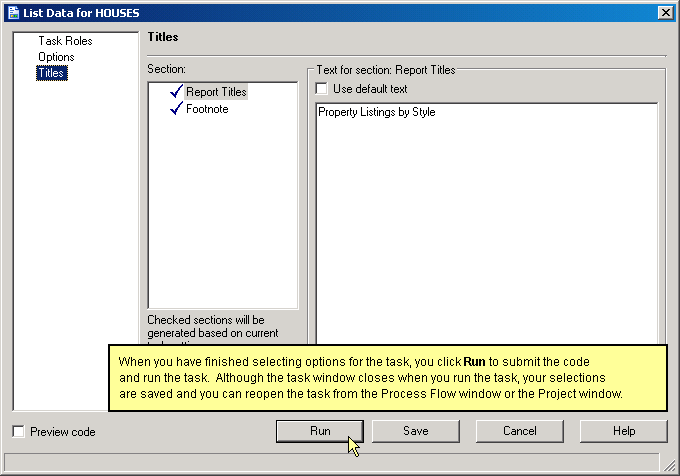 List Data for HOUSES
Task Roles
Options
Titles
Titles
Section:
Report Titles
Footnote
Text for section: Report Titles
Use default text
Property Listings by Style
Checked sections will be
generated based on current
When you have finished selecting options for the task, you click Run to submit the code
and run the task. Although the task window closes when you run the task, your selections
are saved and you can reopen the task from the Process Flow window or the Project window.
Preview code
Run
Save
Cancel
Help